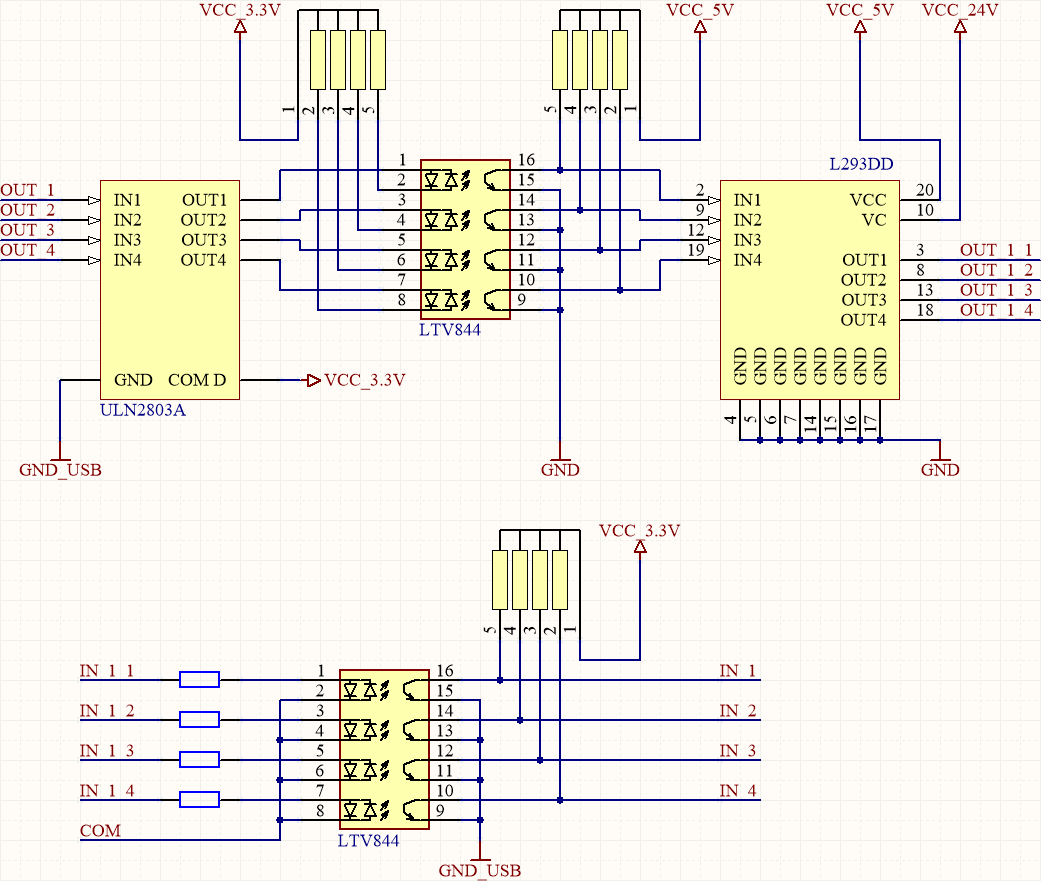 VCC_3.3V VCC_5V VCC_5V VCC_24V
1 2 3 4 5 5 4 3 2 1
L293DD
OUT_1 IN1 OUT1 1 16 2 IN1 VCC 20
2 15
OUT_2 IN2 OUT2 3 14 9 IN2 VC 10
4 13
OUT_3 IN3 OUT3 5 12 12 IN3
6 11
OUT_4 IN4 OUT4 7 10 19 IN4
8 9
OUT1 3 OUT_1_1
OUT2 8 OUT_1_2
OUT3 13 OUT_1_3
OUT4 18 OUT_1_4
LTV844
GND COM D VCC_3.3V
GND GND GND GND GND GND GND GND
ULN2803A
4 5 6 7 14 15 16 17
GND_USB GND GND
VCC_3.3V
5 4 3 2 1
IN_1_1 1 16 IN_1
2 15
IN_1_2 3 14 IN_2
4 13
IN_1_3 5 12 IN_3
6 11
IN_1_4 7 10 IN_4
8 9
COM
LTV844
GND_USB